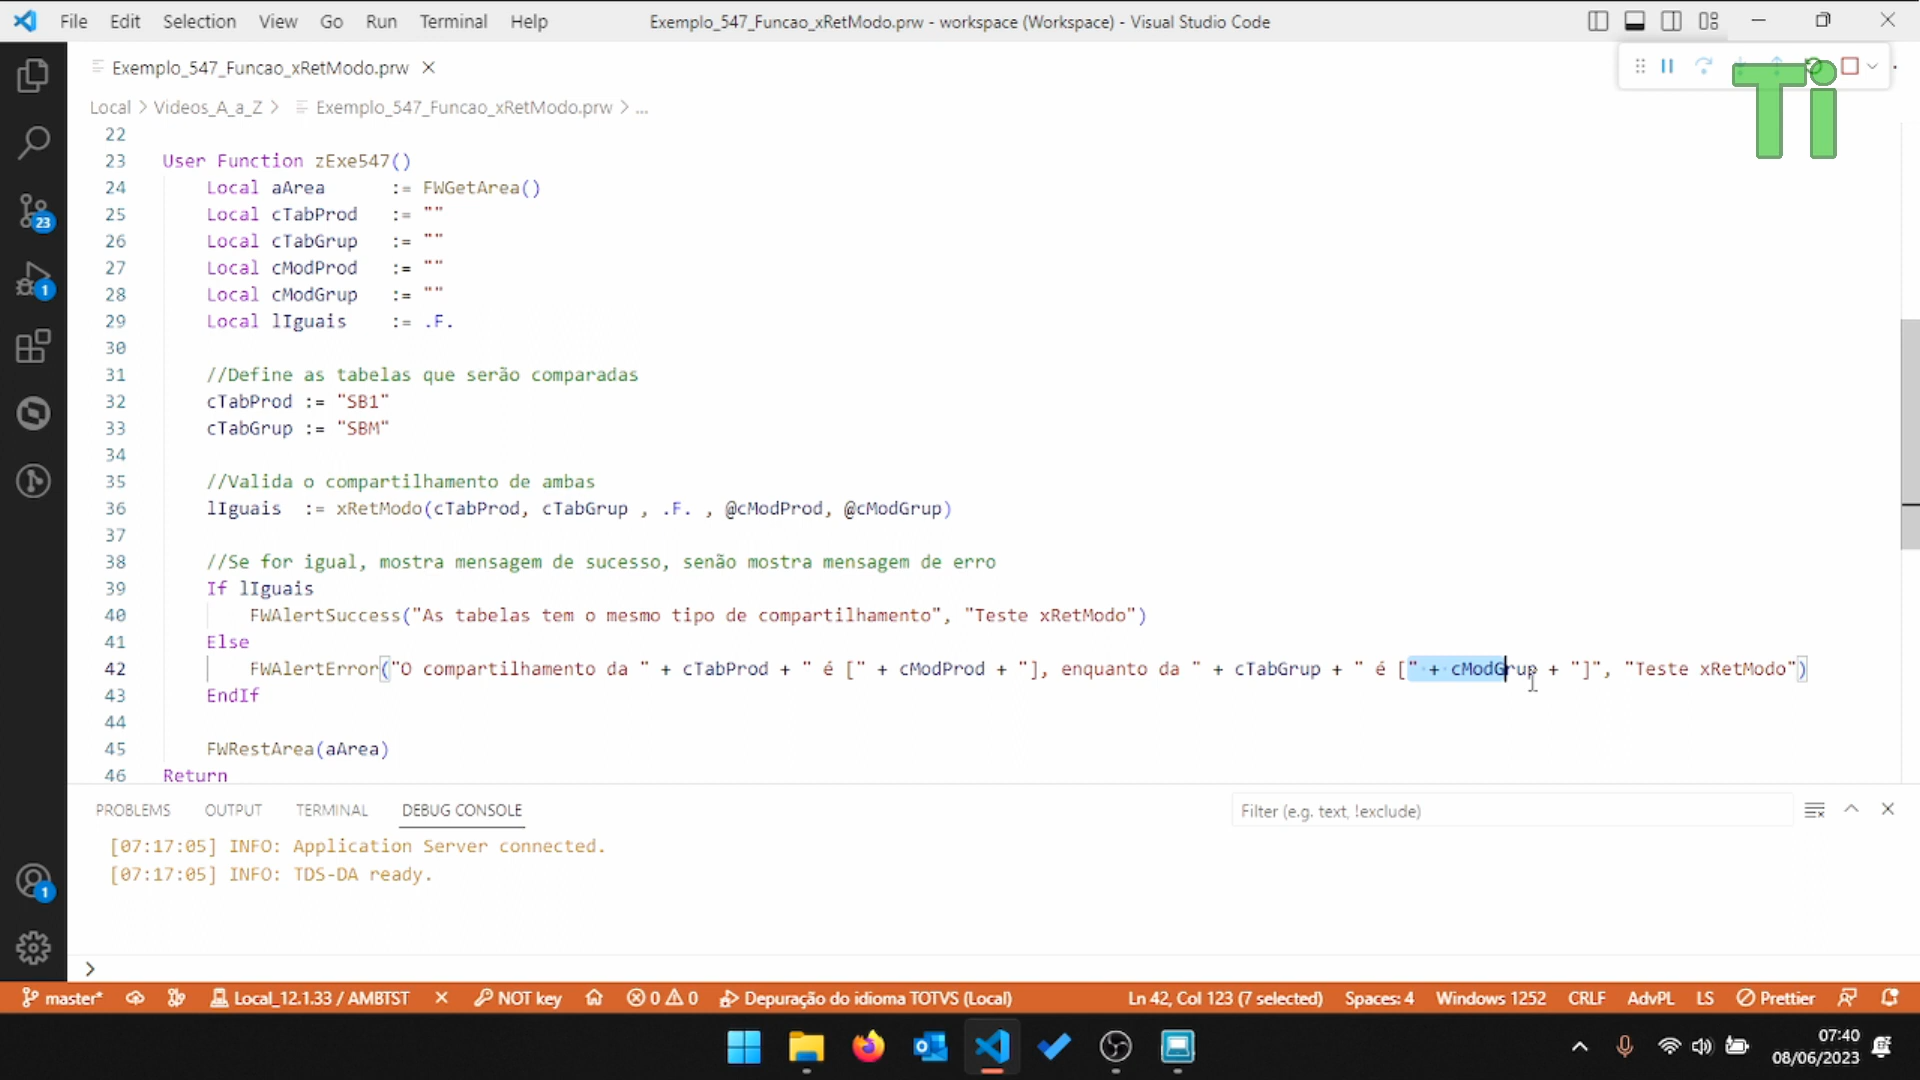 File Edit Selection View Go Run Terminal Help Exemplo_547_Funcao_xRetModo.prw - workspace (Workspace) - Visual Studio Code
Exemplo_547_Funcao_xRetModo.prw
Ti
Local > Videos_A_a_Z > Exemplo_547_Funcao_xRetModo.prw > ...
22
23 User Function zExe547()
24 Local aArea := FWGetArea()
25 Local cTabProd := ""
26 Local cTabGrup := ""
27 Local cModProd := ""
28 Local cModGrup := ""
29 Local lIguais := .F.
30
31 //Define as tabelas que serão comparadas
32 cTabProd := "SB1"
33 cTabGrup := "SBM"
34
35 //Valida o compartilhamento de ambas
36 lIguais := xRetModo(cTabProd, cTabGrup , .F. , @cModProd, @cModGrup)
37
38 //Se for igual, mostra mensagem de sucesso, senão mostra mensagem de erro
39 If lIguais
40 FWAlertSuccess("As tabelas tem o mesmo tipo de compartilhamento", "Teste xRetModo")
41 Else
42 FWAlertError("O compartilhamento da " + cTabProd + " é [" + cModProd + "], enquanto da " + cTabGrup + " é [" + cModGrup + "]", "Teste xRetModo")
43 EndIf
44
45 FWRestArea(aArea)
46 Return
23
1
1
PROBLEMS OUTPUT TERMINAL DEBUG CONSOLE Filter (e.g. text, !exclude)
[07:17:05] INFO: Application Server connected.
[07:17:05] INFO: TDS-DA ready.
master* Local_12.1.33 / AMBTST NOT key 0 0 Depuração do idioma TOTVS (Local) Ln 42, Col 123 (7 selected) Spaces: 4 Windows 1252 CRLF AdvPL LS Prettier
07:40
08/06/2023